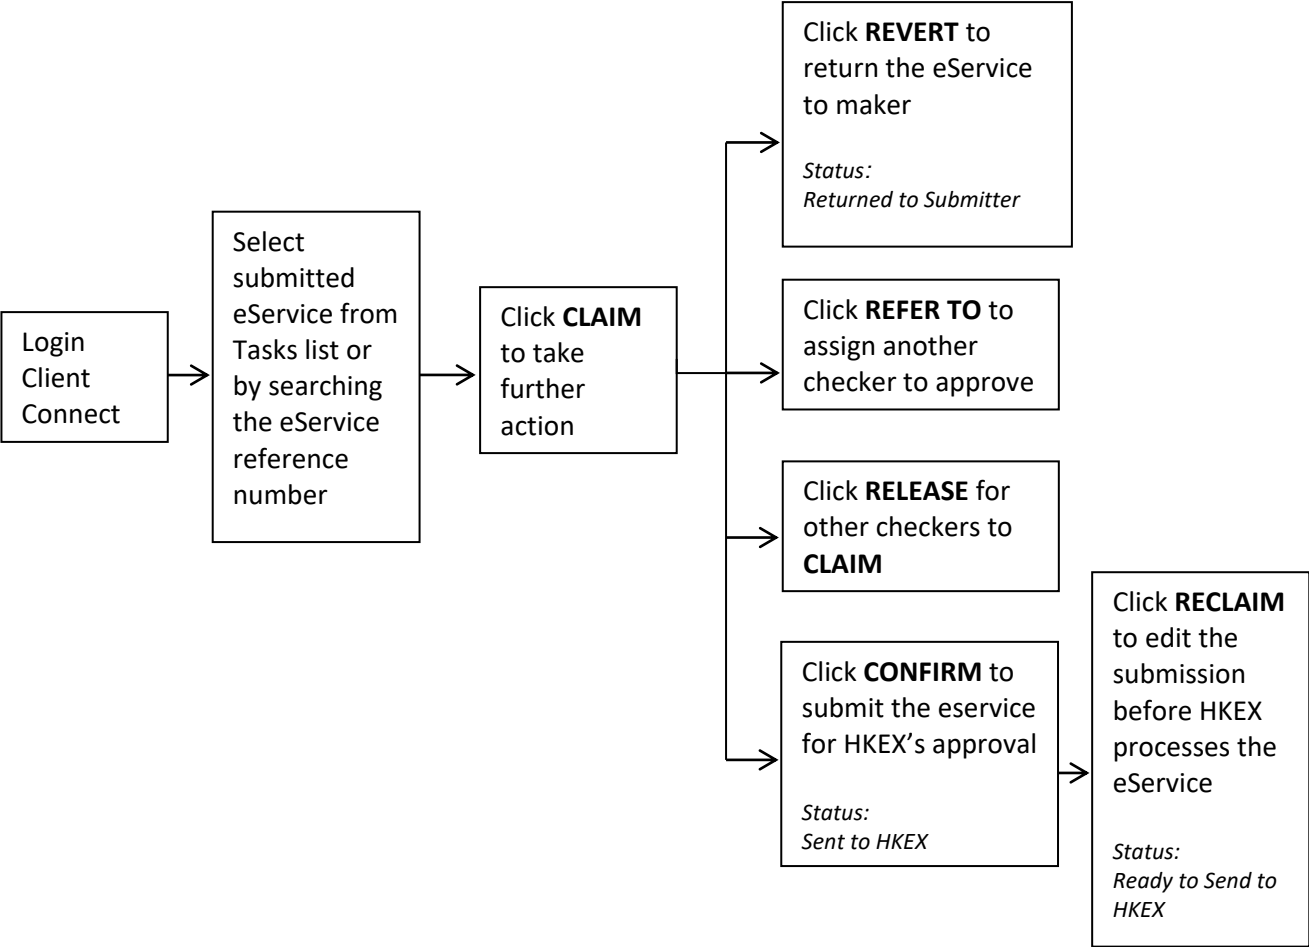 Login
Client
Connect
Select
submitted
eService from
Tasks list or
by searching
the eService
reference
number
Click CLAIM
to take
further
action
Click REVERT to
return the eService
to maker
Status:
Returned to Submitter
Click REFER TO to
assign another
checker to approve
Click RELEASE for
other checkers to
CLAIM
Click CONFIRM to
submit the eservice
for HKEX’s approval
Status:
Sent to HKEX
Click RECLAIM
to edit the
submission
before HKEX
processes the
eService
Status:
Ready to Send to
HKEX